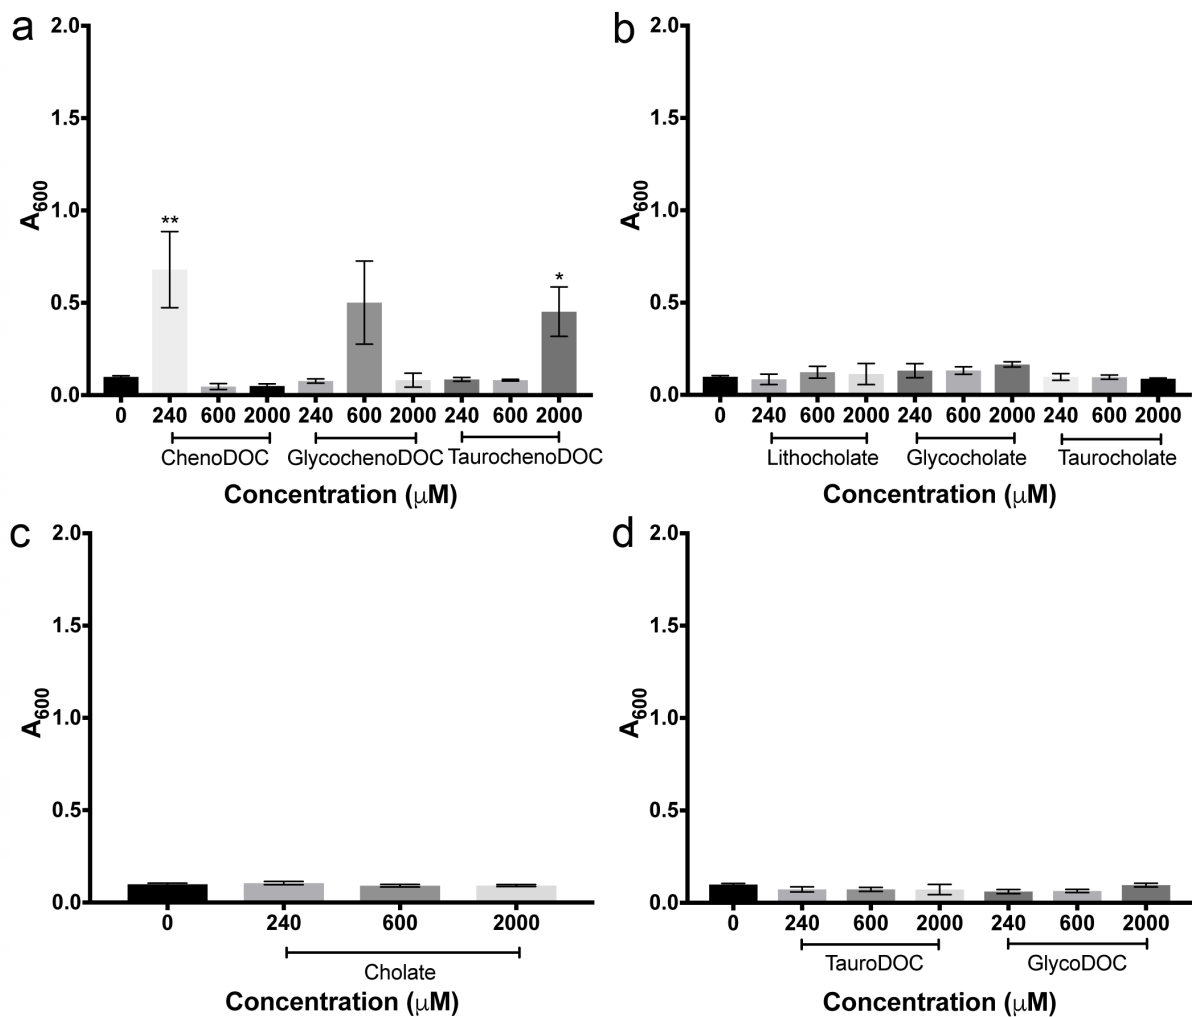 a
2.0
1.5
1.0
0.5
0.0
A600
**
*
0 240 600 2000 240 600 2000 240 600 2000
ChenoDOC GlycochenoDOC TaurochenoDOC
Concentration (μM)
b
2.0
1.5
1.0
0.5
0.0
A600
0 240 600 2000 240 600 2000 240 600 2000
Lithocholate Glycocholate Taurocholate
Concentration (μM)
c
2.0
1.5
1.0
0.5
0.0
A600
0 240 600 2000
Cholate
Concentration (μM)
d
2.0
1.5
1.0
0.5
0.0
A600
0 240 600 2000 240 600 2000
TauroDOC GlycoDOC
Concentration (μM)